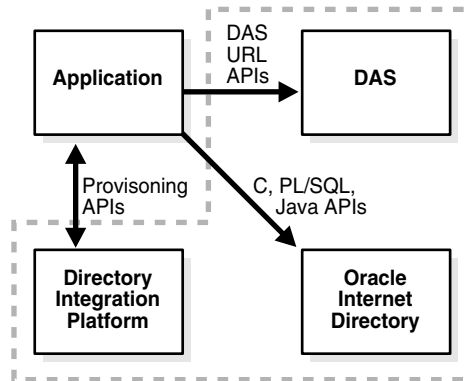 DAS
URL
APIs
Application
DAS
Provisoning
APIs
C, PL/SQL,
Java APIs
Directory
Integration
Platform
Oracle
Internet
Directory